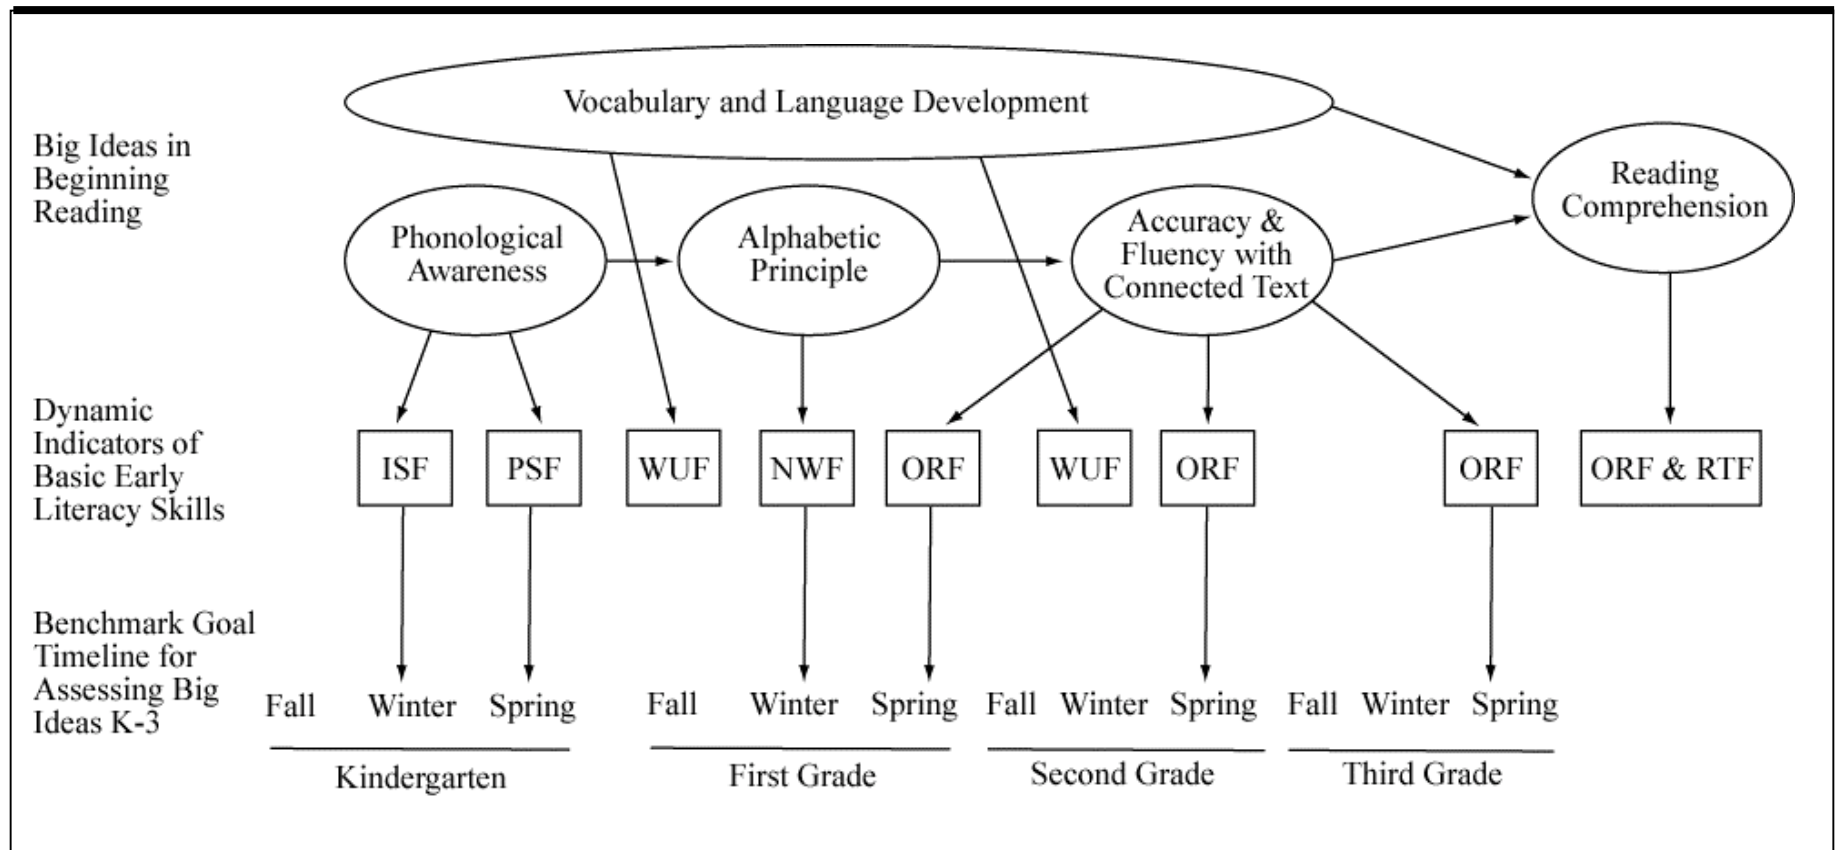 Vocabulary and Language Development
Big Ideas in
Beginning
Reading
Phonological
Awareness
Alphabetic
Principle
Accuracy &
Fluency with
Connected Text
Reading
Comprehension
Dynamic
Indicators of
Basic Early
Literacy Skills
ISF
PSF
WUF
NWF
ORF
WUF
ORF
ORF
ORF & RTF
Benchmark Goal
Timeline for
Assessing Big
Ideas K-3
Fall Winter Spring
Fall Winter Spring
Fall Winter Spring
Fall Winter Spring
Kindergarten
First Grade
Second Grade
Third Grade